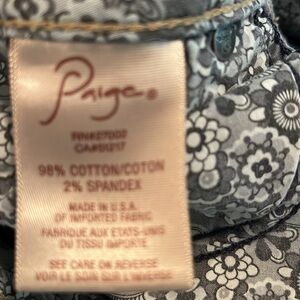 Paige®
98% COTTON/COTON
2% SPANDEX
MADE IN U.S.A.
OF IMPORTED FABRIC
FABRIQUE AUX ETATS-UNIS
DU TISSU IMPORTE
SEE CARE ON REVERSE
VOIR LE SOIN SUR L'INVERSE